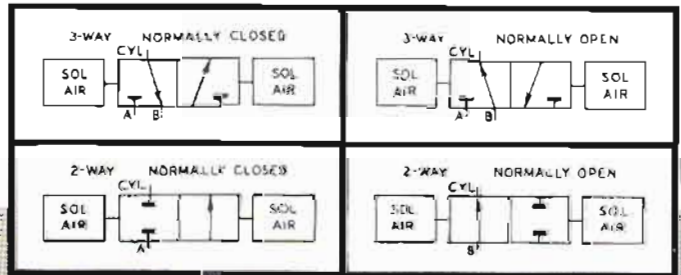 3-WAY NORMALLY CLOSED
CYL
SOL AIR
SOL AIR
A B
3-WAY NORMALLY OPEN
CYL
SOL AIR
SOL AIR
A B
2-WAY NORMALLY CLOSED
CYL
SOL AIR
SOL AIR
A
2-WAY NORMALLY OPEN
CYL
SOL AIR
SOL AIR
B